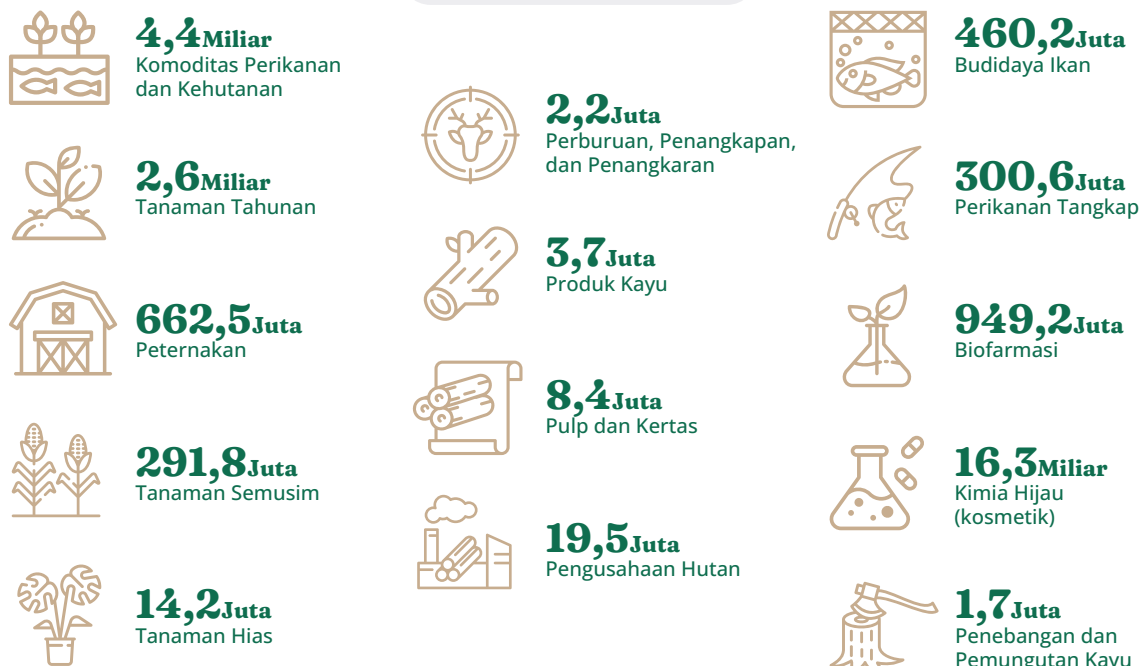 4,4Miliar
Komoditas Perikanan
dan Kehutanan
2,6Miliar
Tanaman Tahunan
662,5Juta
Peternakan
291,8Juta
Tanaman Semusim
14,2Juta
Tanaman Hias
2,2Juta
Perburuan, Penangkapan,
dan Penangkaran
3,7Juta
Produk Kayu
8,4Juta
Pulp dan Kertas
19,5Juta
Pengusahaan Hutan
460,2Juta
Budidaya Ikan
300,6Juta
Perikanan Tangkap
949,2Juta
Biofarmasi
16,3Miliar
Kimia Hijau
(kosmetik)
1,7Juta
Penebangan dan
Pemungutan Kayu